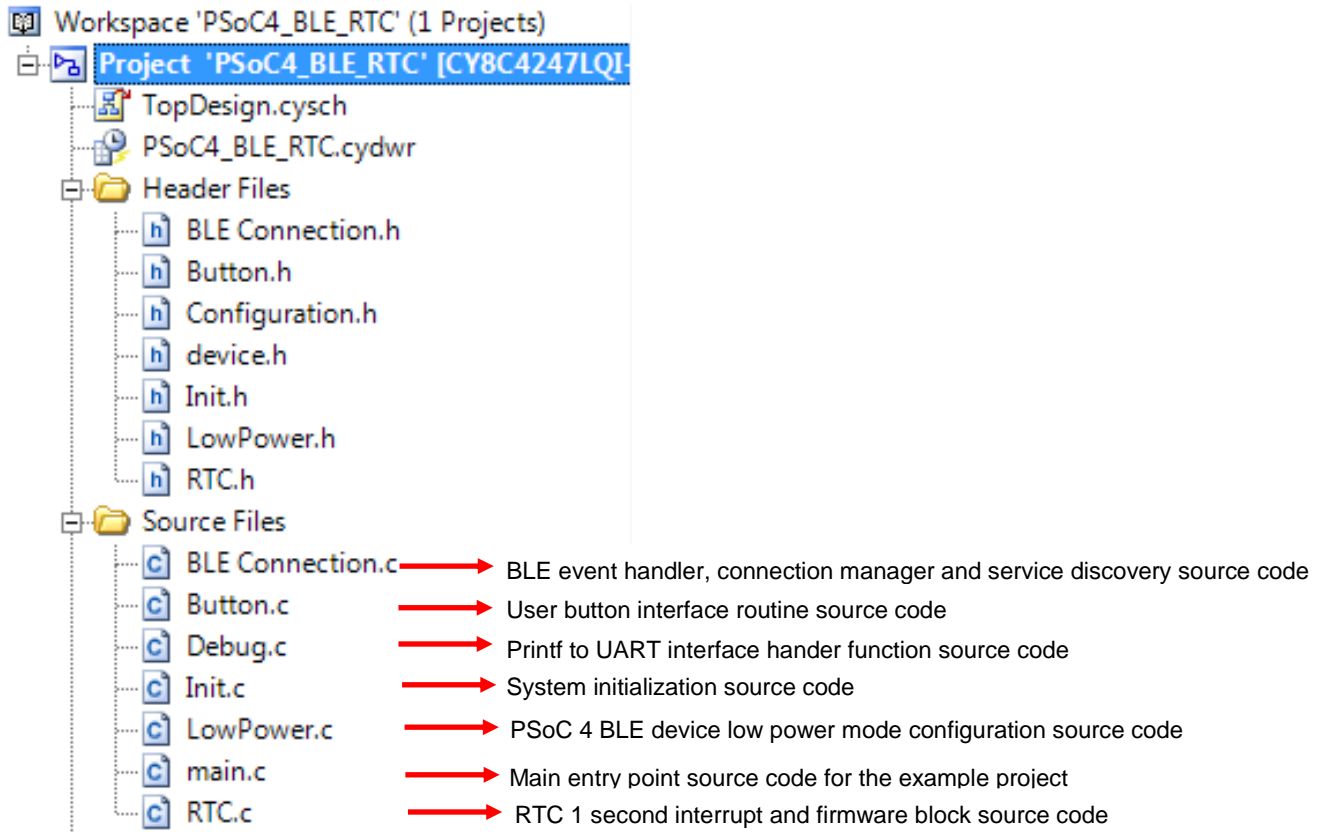 Workspace 'PSoC4_BLE_RTC' (1 Projects)
Project 'PSoC4_BLE_RTC' [CY8C4247LQI-
TopDesign.cysch
PSoC4_BLE_RTC.cydwr
Header Files
h BLE Connection.h
h Button.h
h Configuration.h
h device.h
h Init.h
h LowPower.h
h RTC.h
Source Files
c BLE Connection.c BLE event handler, connection manager and service discovery source code
c Button.c User button interface routine source code
c Debug.c Printf to UART interface hander function source code
c Init.c System initialization source code
c LowPower.c PSoC 4 BLE device low power mode configuration source code
c main.c Main entry point source code for the example project
c RTC.c RTC 1 second interrupt and firmware block source code